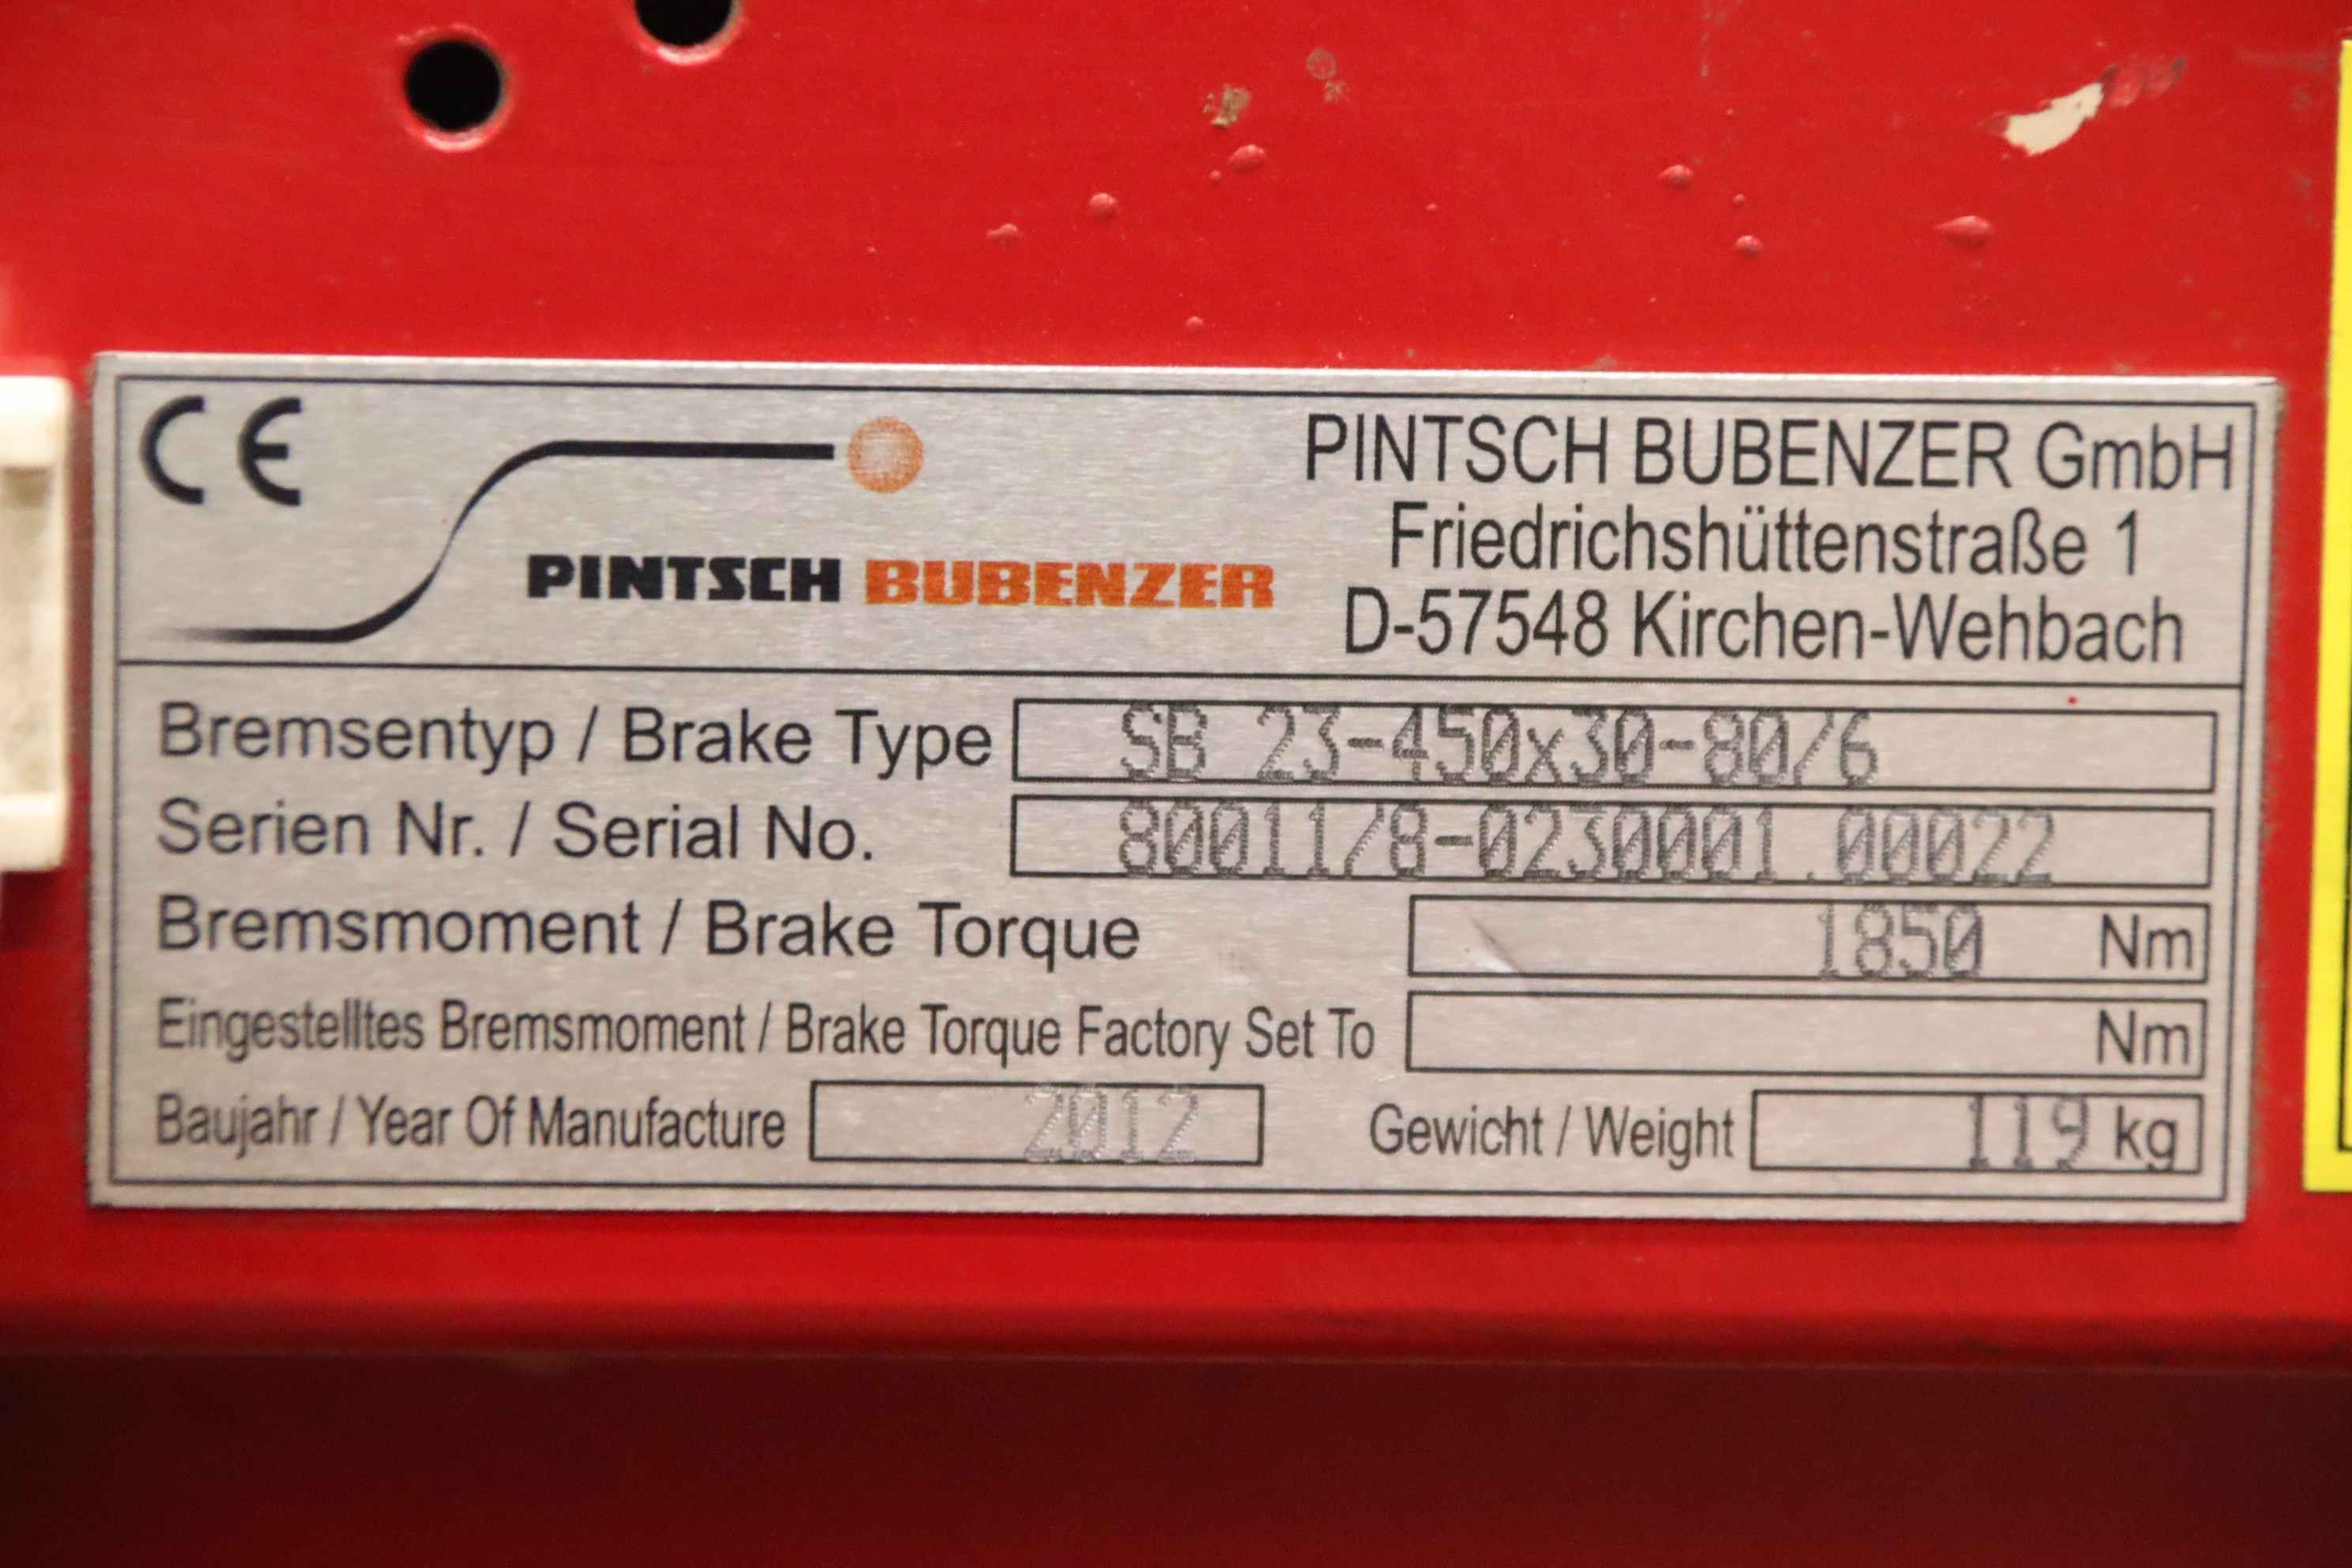 CE
PINTSCH BUBENZER
PINTSCH BUBENZER GmbH
Friedrichshüttenstraße 1
D-57548 Kirchen-Wehbach
Bremsentyp / Brake Type SB 23-450x30-80/6
Serien Nr. / Serial No. 80011/8-0230001.00022
Bremsmoment / Brake Torque 1850 Nm
Eingestelltes Bremsmoment / Brake Torque Factory Set To Nm
Baujahr / Year Of Manufacture 2012 Gewicht / Weight 119 kg